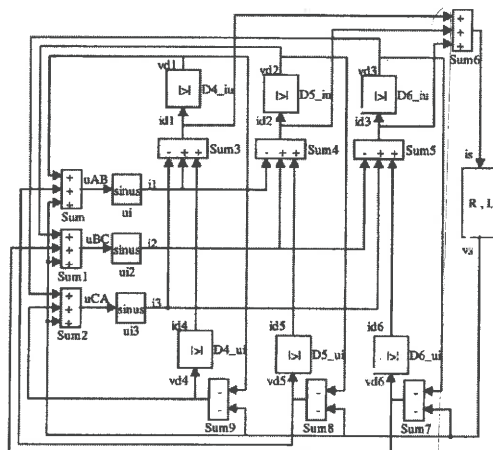 vd1
vd2
vd3
Sum6
D4_iu
D5_iu
D6_iu
id1
id2
id3
- + +
Sum3
- + +
Sum4
- + +
Sum5
is
R , L
vs
uAB
sinus
i1
Sum
ui
uBC
sinus
i2
Sum1
ui2
uCA
sinus
i3
Sum2
ui3
id4
id5
id6
D4_ui
D5_ui
D6_ui
vd4
vd5
vd6
Sum9
Sum8
Sum7